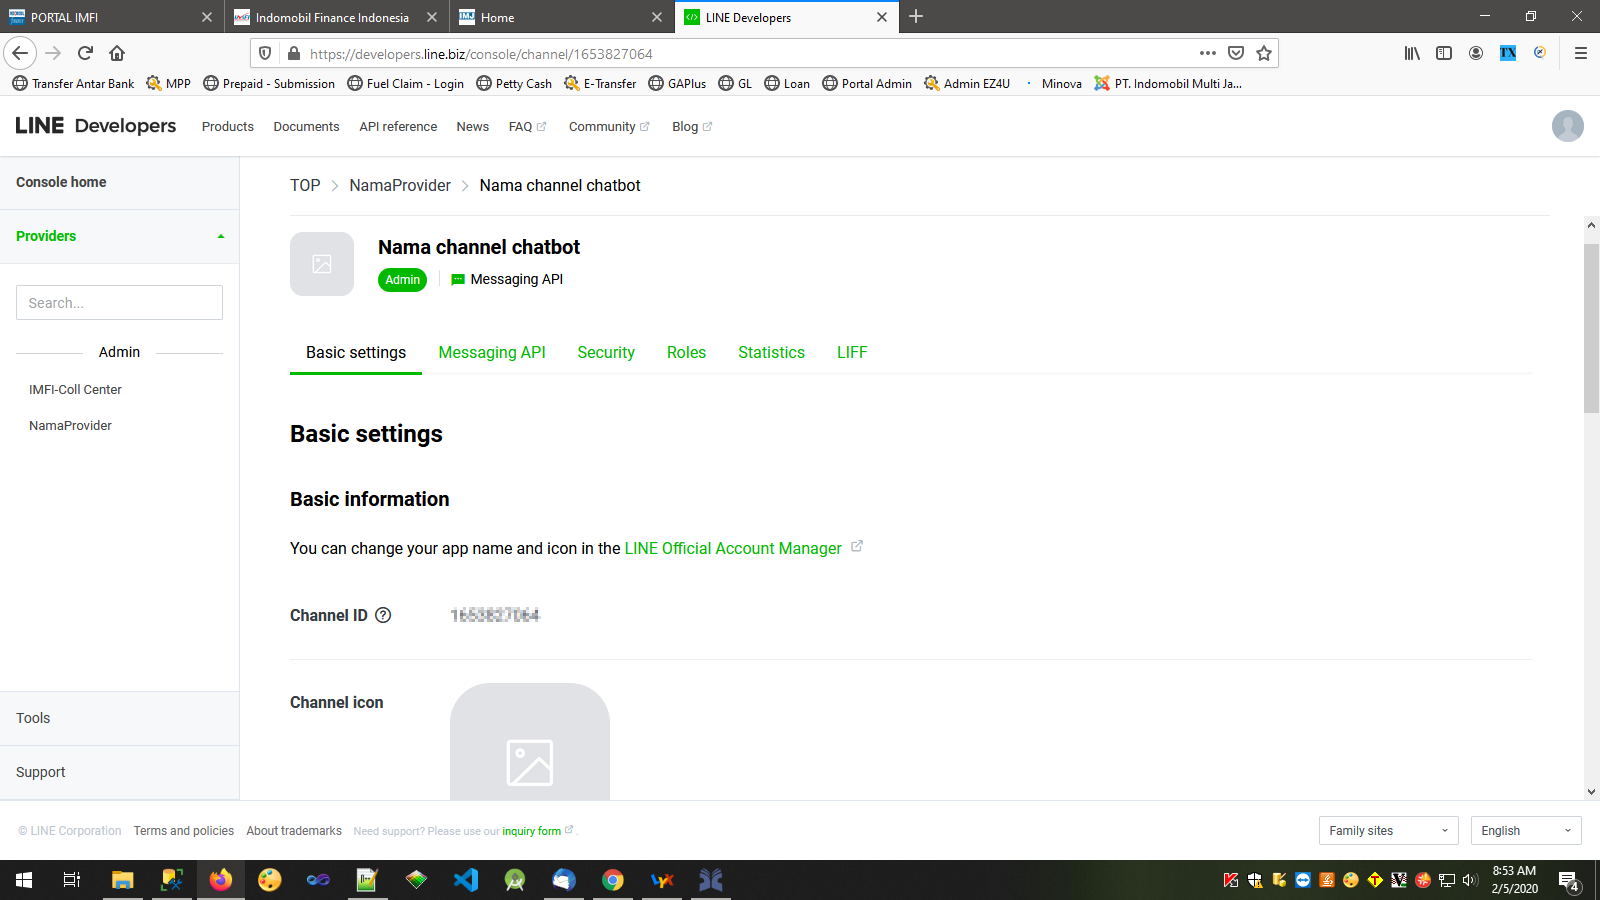 PORTAL IMFI
Indomobil Finance Indonesia
Home
LINE Developers
https://developers.line.biz/console/channel/1653827064
Transfer Antar Bank MPP Prepaid - Submission Fuel Claim - Login Petty Cash E-Transfer GAPlus GL Loan Portal Admin Admin EZ4U Minova PT. Indomobil Multi Ja...
LINE Developers Products Documents API reference News FAQ Community Blog
Console home
Providers
Search...
Admin
IMFI-Coll Center
NamaProvider
Tools
Support
TOP NamaProvider Nama channel chatbot
Nama channel chatbot
Admin Messaging API
Basic settings Messaging API Security Roles Statistics LIFF
Basic settings
Basic information
You can change your app name and icon in the LINE Official Account Manager
Channel ID
Channel icon
© LINE Corporation Terms and policies About trademarks Need support? Please use our inquiry form .
Family sites English
8:53 AM
2/5/2020
4